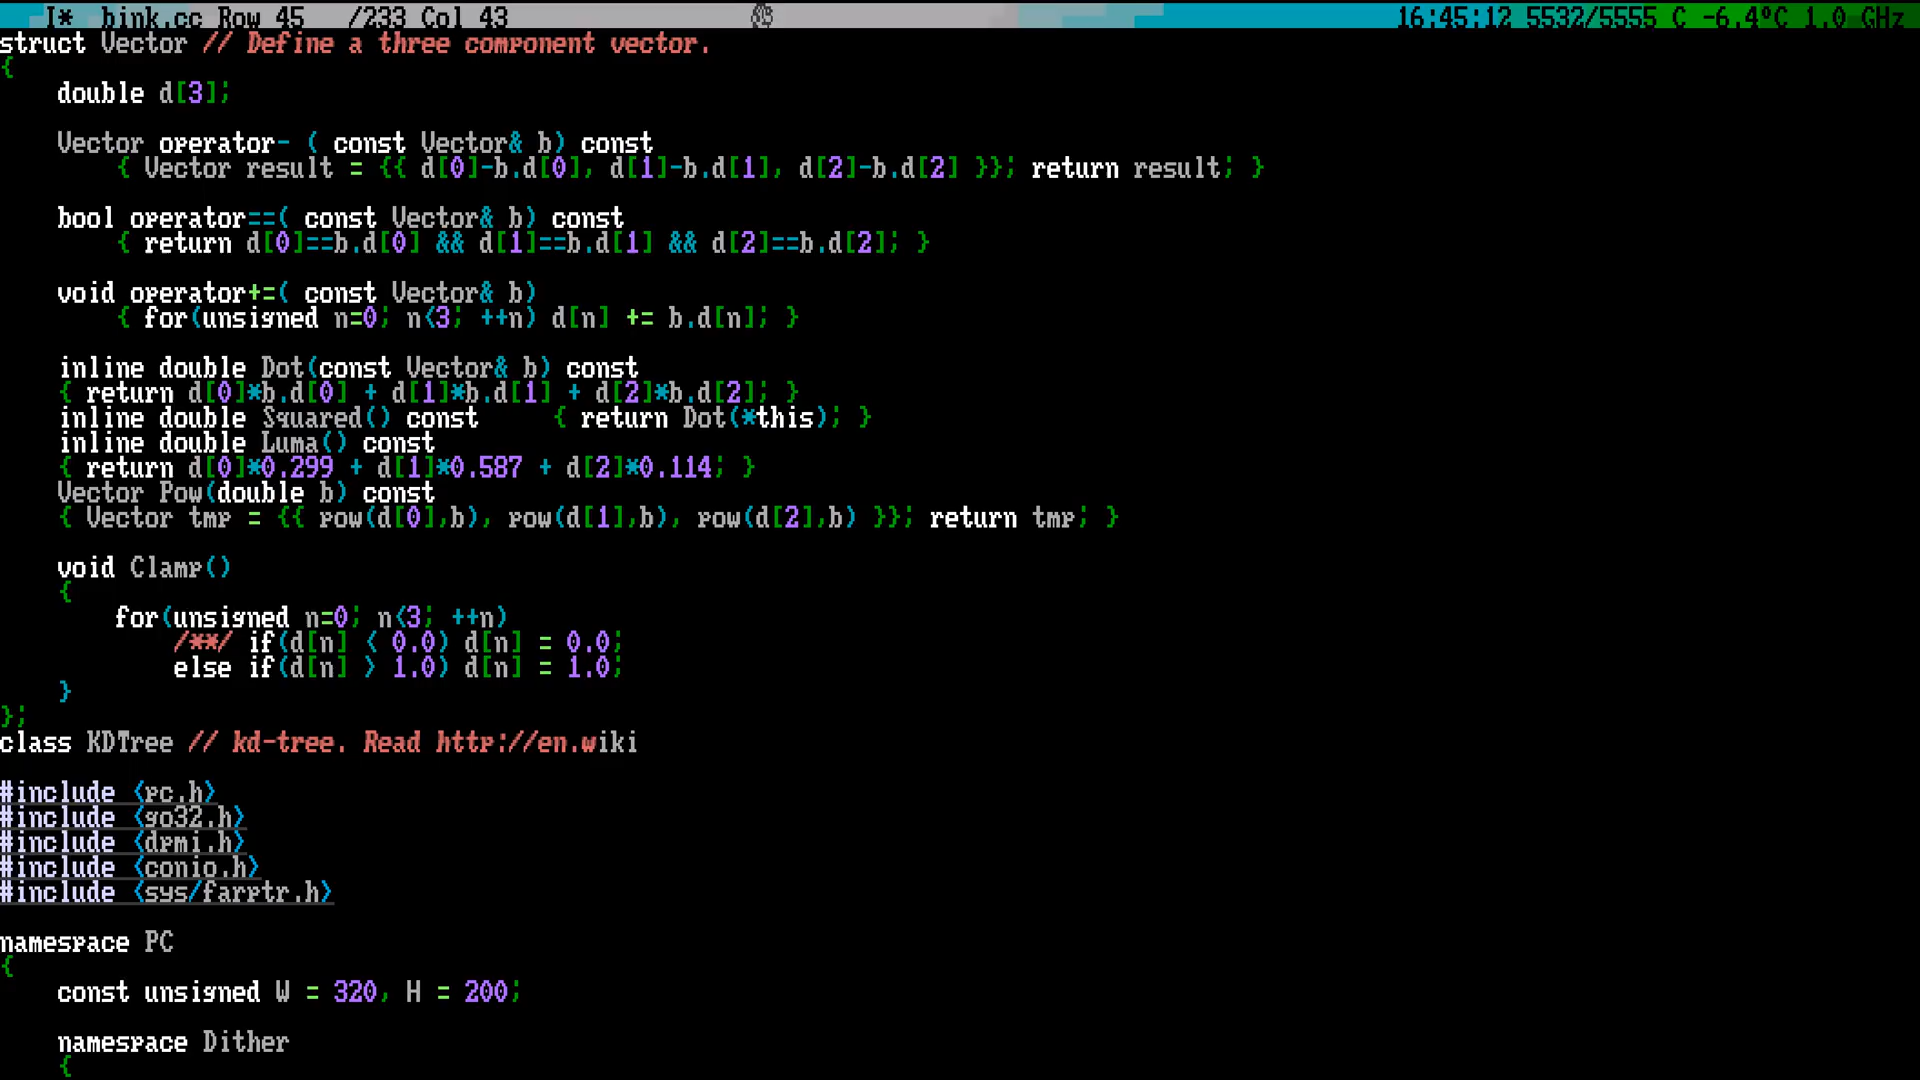 I* bink.cc Row 45 /233 Col 43 16:45:12 5532/5555 C -6.4°C 1.0 GHz
struct Vector // Define a three component vector.
{
double d[3];
Vector operator- ( const Vector& b) const
{ Vector result = {{ d[0]-b.d[0], d[1]-b.d[1], d[2]-b.d[2] }}; return result; }
bool operator==( const Vector& b) const
{ return d[0]==b.d[0] && d[1]==b.d[1] && d[2]==b.d[2]; }
void operator+=( const Vector& b)
{ for(unsigned n=0; n<3; ++n) d[n] += b.d[n]; }
inline double Dot(const Vector& b) const
{ return d[0]*b.d[0] + d[1]*b.d[1] + d[2]*b.d[2]; }
inline double Squared() const { return Dot(*this); }
inline double Luma() const
{ return d[0]*0.299 + d[1]*0.587 + d[2]*0.114; }
Vector Pow(double b) const
{ Vector tmp = {{ pow(d[0],b), pow(d[1],b), pow(d[2],b) }}; return tmp; }
void Clamp()
{
for(unsigned n=0; n<3; ++n)
/**/ if(d[n] < 0.0) d[n] = 0.0;
else if(d[n] > 1.0) d[n] = 1.0;
}
};
class KDTree // kd-tree. Read http://en.wiki
#include <pc.h>
#include <go32.h>
#include <dpmi.h>
#include <conio.h>
#include <sys/farptr.h>
namespace PC
{
const unsigned W = 320, H = 200;
namespace Dither
{